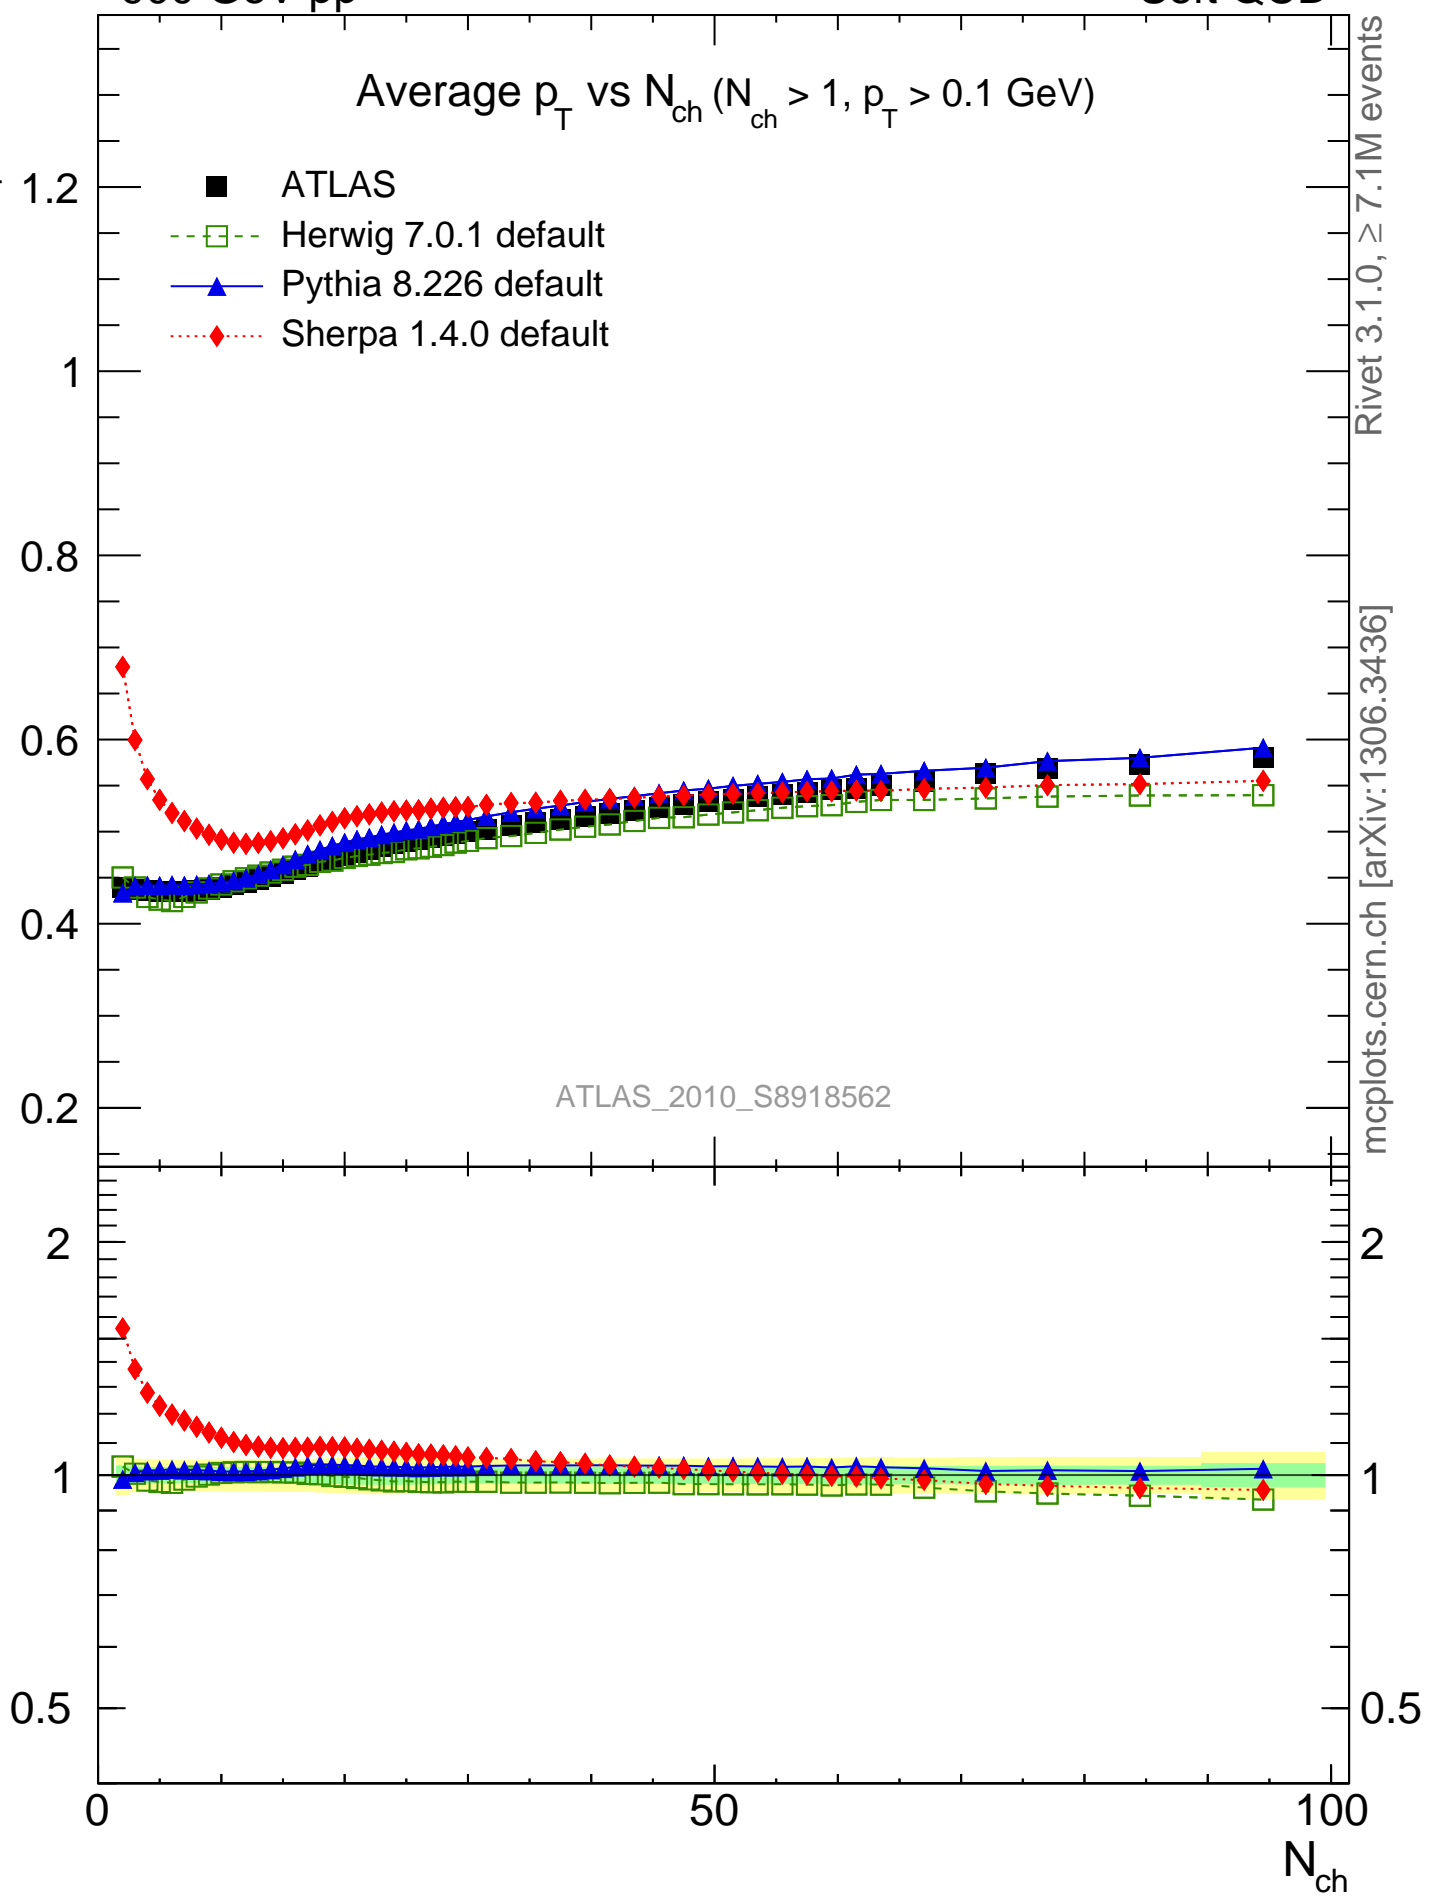 Average p_T vs N_ch (N_ch > 1, p_T > 0.1 GeV)
ATLAS
Herwig 7.0.1 default
Pythia 8.226 default
Sherpa 1.4.0 default
1.2
1
0.8
0.6
0.4
0.2
ATLAS_2010_S8918562
Rivet 3.1.0, ≥ 7.1M events
mcplots.cern.ch [arXiv:1306.3436]
2
2
1
1
0.5
0.5
0
50
100
N_ch